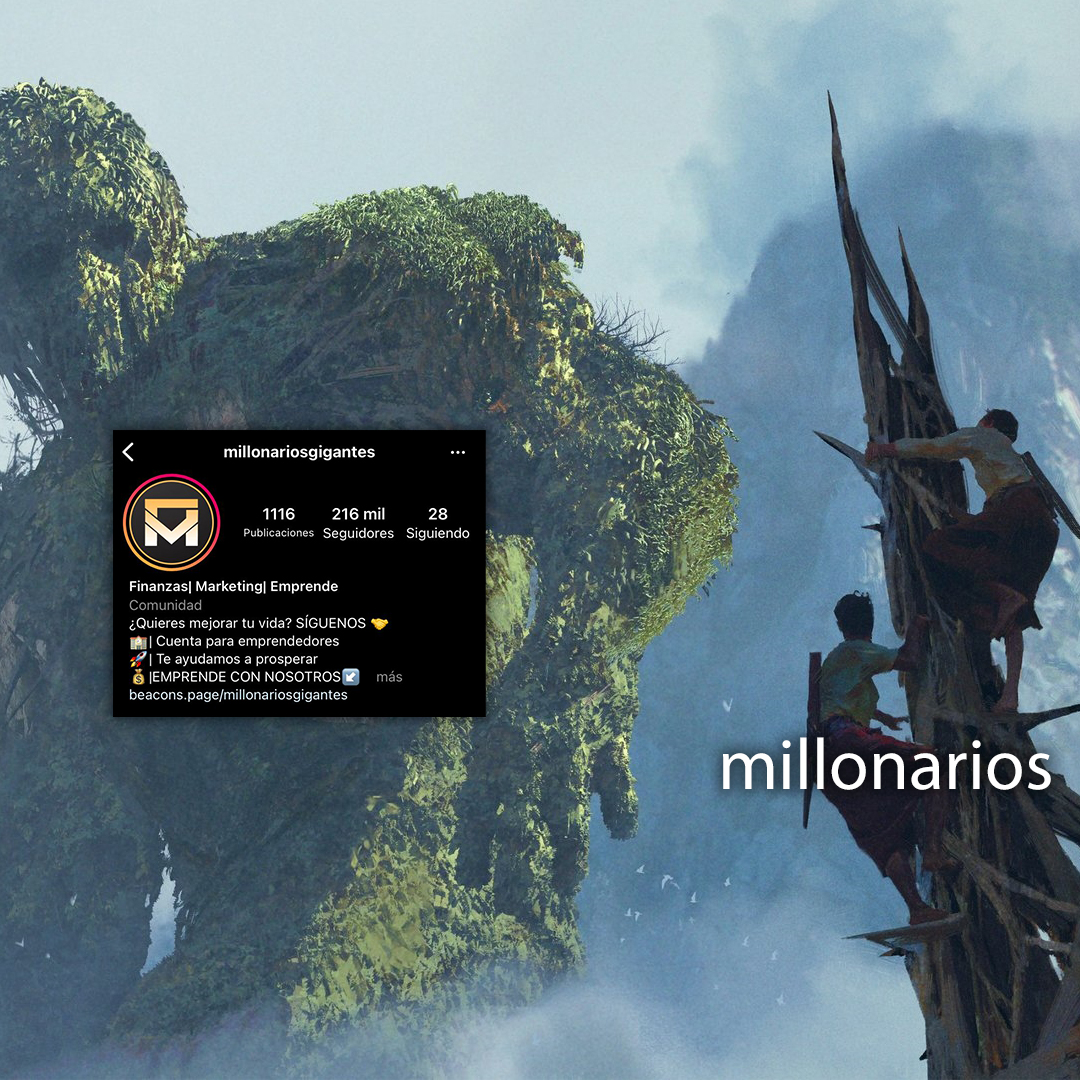 millonariosgigantes
1116 216 mil 28
Publicaciones Seguidores Siguiendo
Finanzas| Marketing| Emprende
Comunidad
¿Quieres mejorar tu vida? SÍGUENOS 🤝
🏫| Cuenta para emprendedores
🚀| Te ayudamos a prosperar
💰|EMPRENDE CON NOSOTROS↙️ más
beacons.page/millonariosgigantes
millonarios